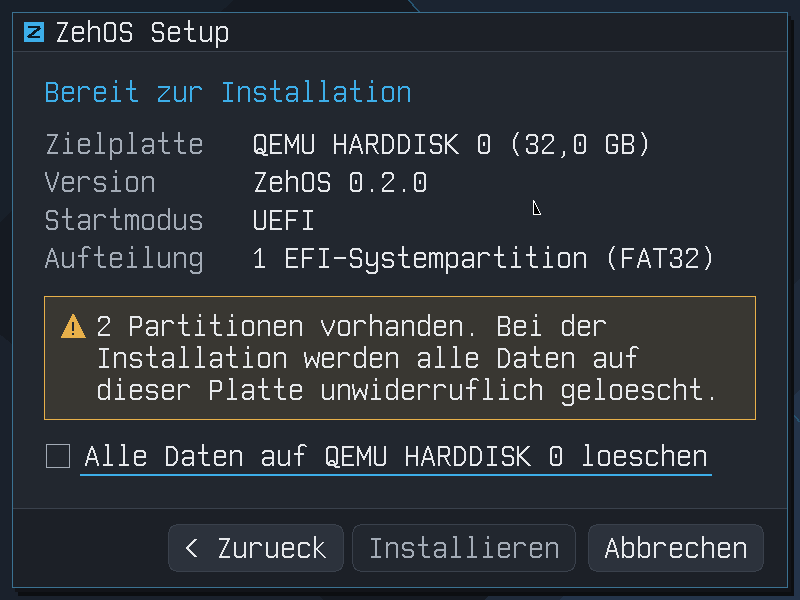 Z ZehOS Setup
Bereit zur Installation
Zielplatte QEMU HARDDISK 0 (32,0 GB)
Version ZehOS 0.2.0
Startmodus UEFI
Aufteilung 1 EFI-Systempartition (FAT32)
2 Partitionen vorhanden. Bei der
Installation werden alle Daten auf
dieser Platte unwiderruflich geloescht.
Alle Daten auf QEMU HARDDISK 0 loeschen
< Zurueck Installieren Abbrechen